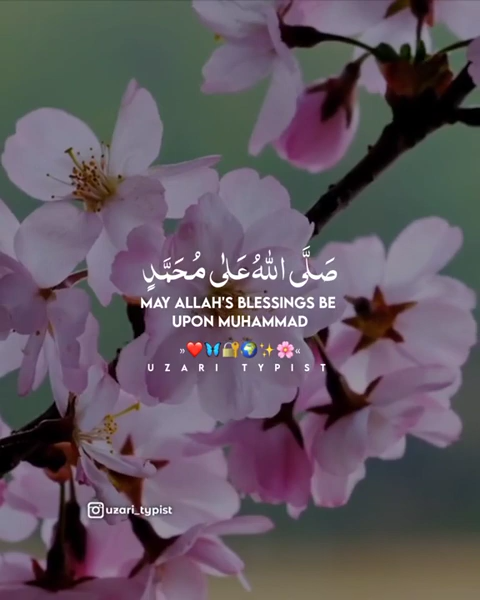 صَلَّى اللهُ عَلٰى مُحَمَّدٍ
MAY ALLAH'S BLESSINGS BE
UPON MUHAMMAD
»❤️🦋🔐🌍✨🌸«
UZARI TYPIST
uzari_typist